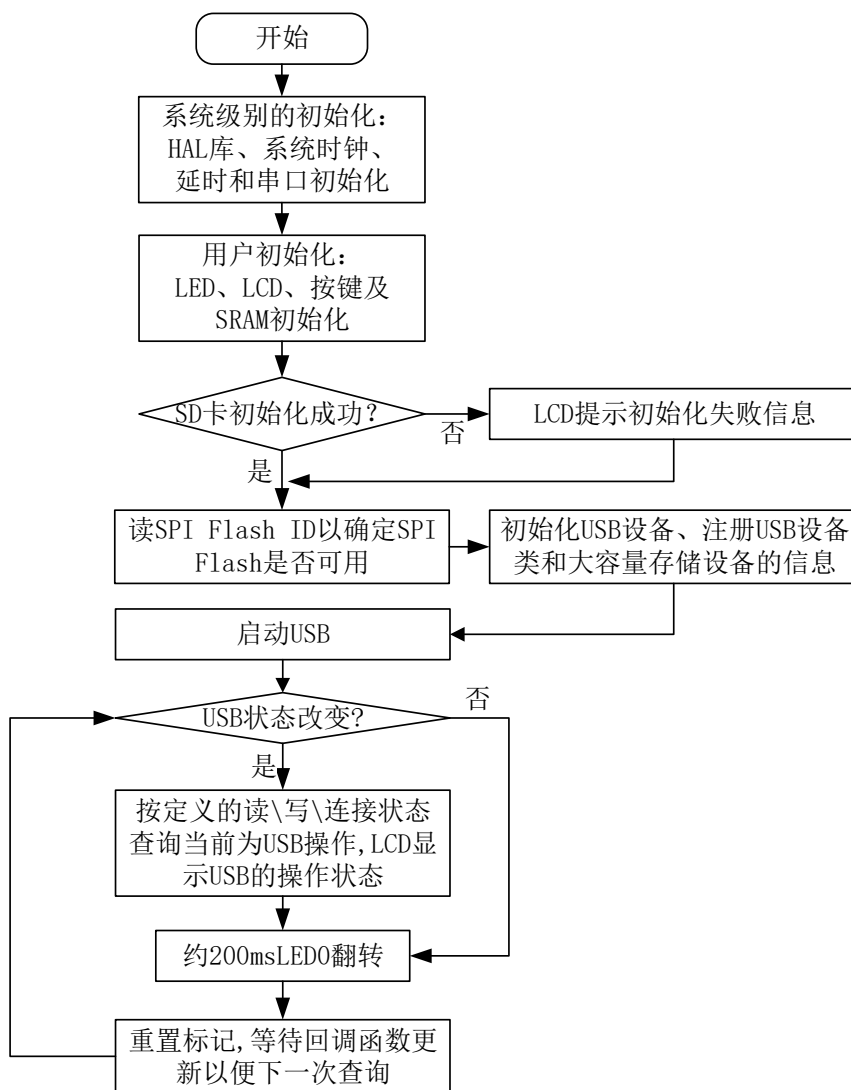 开始
系统级别的初始化:
HAL库、系统时钟、
延时和串口初始化
用户初始化:
LED、LCD、按键及
SRAM初始化
SD卡初始化成功?
否
LCD提示初始化失败信息
是
读SPI Flash ID以确定SPI
Flash是否可用
初始化USB设备、注册USB设备
类和大容量存储设备的信息
启动USB
USB状态改变?
否
是
按定义的读\写\连接状态
查询当前为USB操作,LCD显
示USB的操作状态
约200msLED0翻转
重置标记,等待回调函数更
新以便下一次查询